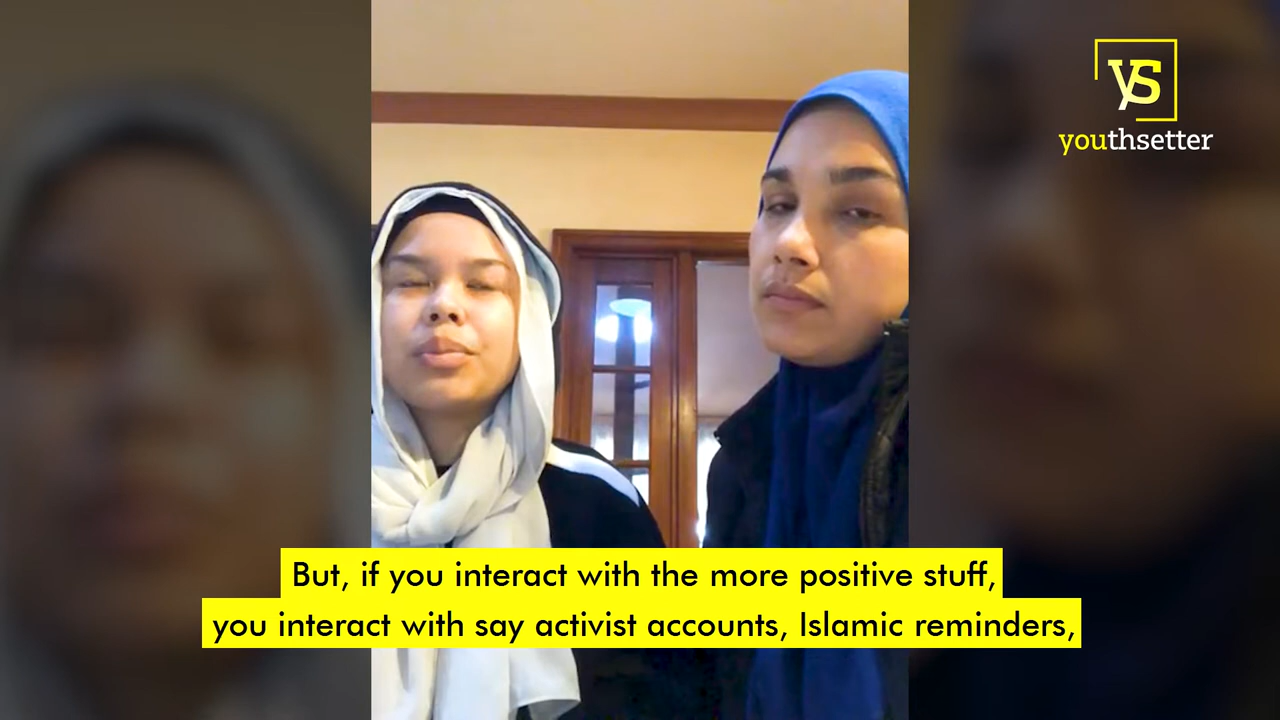 YS
youthsetter
But, if you interact with the more positive stuff,
you interact with say activist accounts, Islamic reminders,